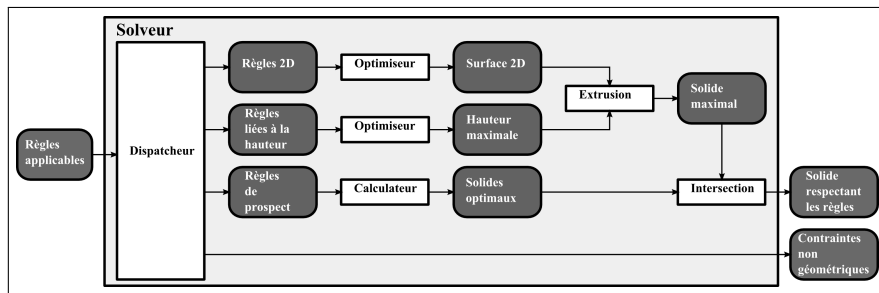 Solveur
Règles
applicables
Dispatcheur
Règles 2D
Optimiseur
Surface 2D
Extrusion
Solide
maximal
Règles
liées à la
hauteur
Optimiseur
Hauteur
maximale
Règles
de
prospect
Calculateur
Solides
optimaux
Intersection
Solide
respectant
les règles
Contraintes
non
géométriques